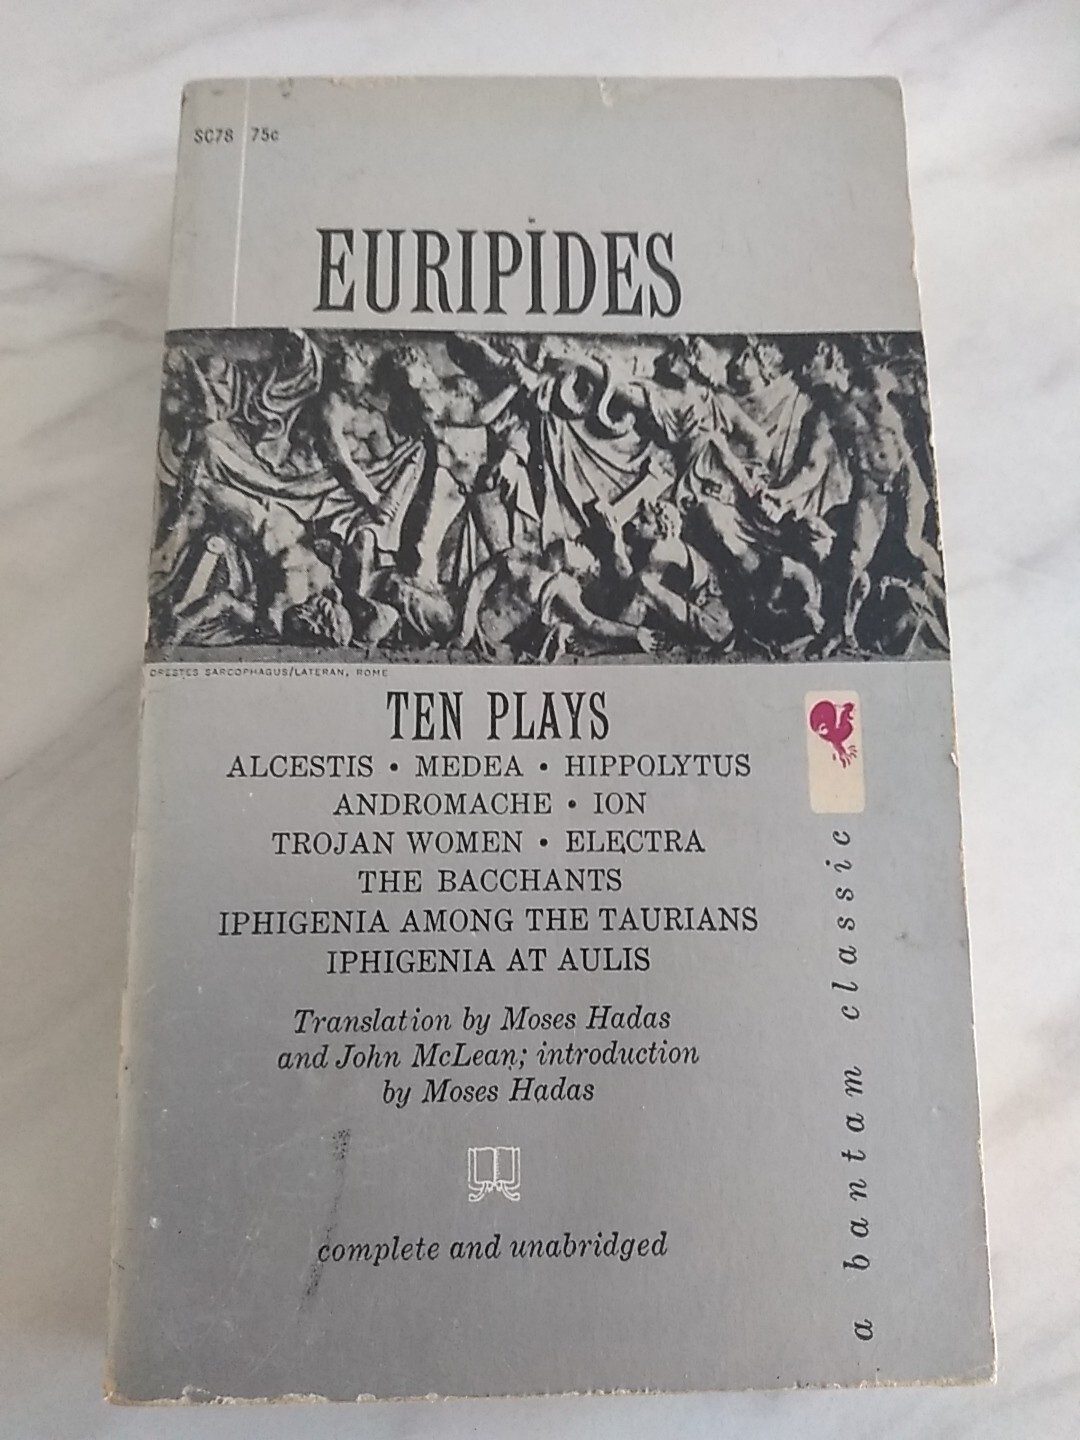 SC78 75¢
EURIPIDES
ORESTES SARCOPHAGUS/LATERAN, ROME
TEN PLAYS
ALCESTIS • MEDEA • HIPPOLYTUS
ANDROMACHE • ION
TROJAN WOMEN • ELECTRA
THE BACCHANTS
IPHIGENIA AMONG THE TAURIANS
IPHIGENIA AT AULIS
Translation by Moses Hadas
and John McLean; introduction
by Moses Hadas
complete and unabridged
a bantam classic